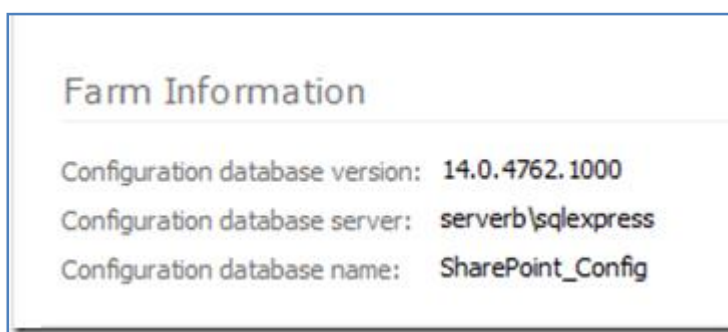 Farm Information
Configuration database version: 14.0.4762.1000
Configuration database server: serverb\sqlexpress
Configuration database name: SharePoint_Config